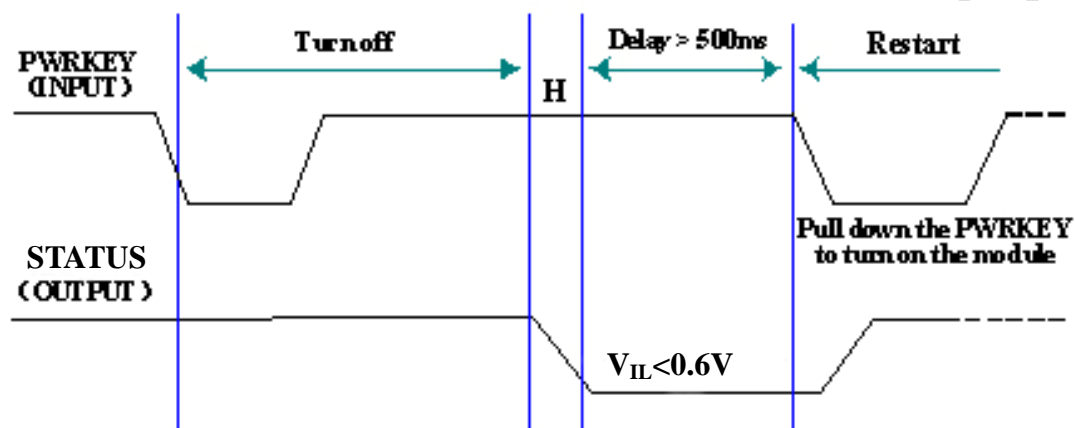 Turn off
Delay > 500ms
Restart
PWRKEY
(INPUT)
H
Pull down the PWRKEY
to turn on the module
STATUS
(OUTPUT)
VIL<0.6V